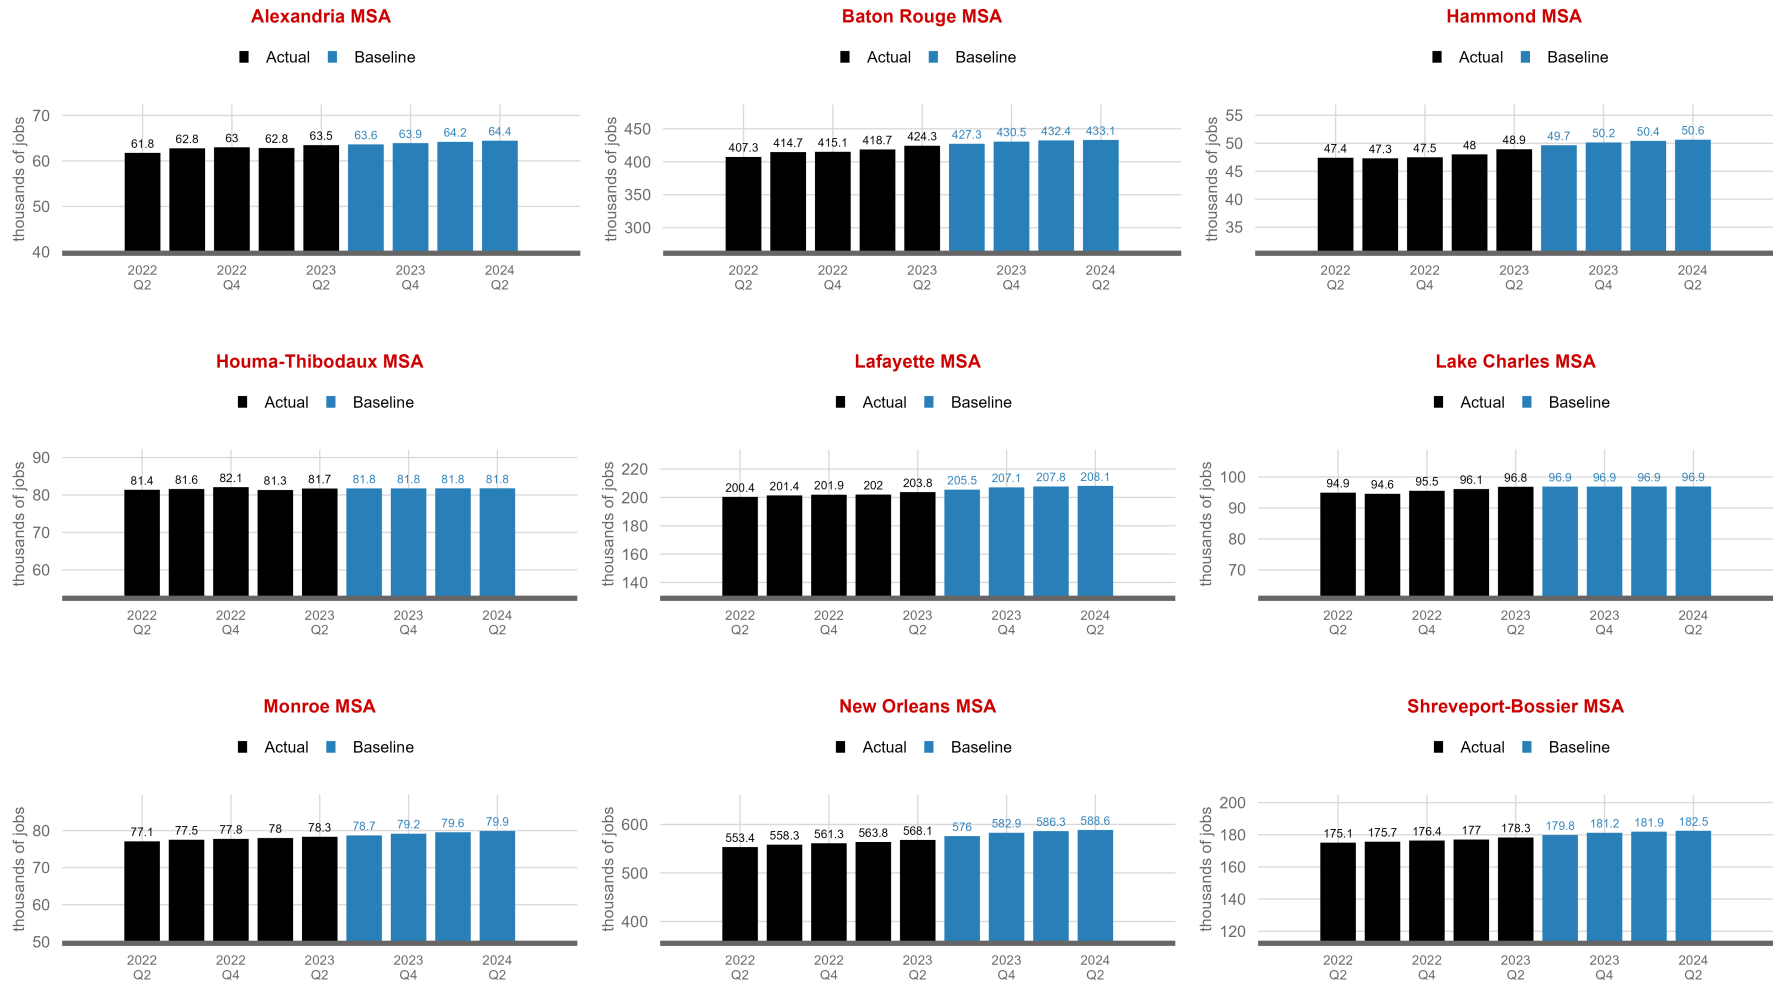 Alexandria MSA
Actual Baseline
thousands of jobs
70
60
50
40
61.8 62.8 63 62.8 63.5 63.6 63.9 64.2 64.4
2022 2022 2023 2023 2024
Q2 Q4 Q2 Q4 Q2
Baton Rouge MSA
Actual Baseline
thousands of jobs
450
400
350
300
407.3 414.7 415.1 418.7 424.3 427.3 430.5 432.4 433.1
2022 2022 2023 2023 2024
Q2 Q4 Q2 Q4 Q2
Hammond MSA
Actual Baseline
thousands of jobs
55
50
45
40
35
47.4 47.3 47.5 48 48.9 49.7 50.2 50.4 50.6
2022 2022 2023 2023 2024
Q2 Q4 Q2 Q4 Q2
Houma-Thibodaux MSA
Actual Baseline
thousands of jobs
90
80
70
60
81.4 81.6 82.1 81.3 81.7 81.8 81.8 81.8 81.8
2022 2022 2023 2023 2024
Q2 Q4 Q2 Q4 Q2
Lafayette MSA
Actual Baseline
thousands of jobs
220
200
180
160
140
200.4 201.4 201.9 202 203.8 205.5 207.1 207.8 208.1
2022 2022 2023 2023 2024
Q2 Q4 Q2 Q4 Q2
Lake Charles MSA
Actual Baseline
thousands of jobs
100
90
80
70
94.9 94.6 95.5 96.1 96.8 96.9 96.9 96.9 96.9
2022 2022 2023 2023 2024
Q2 Q4 Q2 Q4 Q2
Monroe MSA
Actual Baseline
thousands of jobs
80
70
60
50
77.1 77.5 77.8 78 78.3 78.7 79.2 79.6 79.9
2022 2022 2023 2023 2024
Q2 Q4 Q2 Q4 Q2
New Orleans MSA
Actual Baseline
thousands of jobs
600
500
400
553.4 558.3 561.3 563.8 568.1 576 582.9 586.3 588.6
2022 2022 2023 2023 2024
Q2 Q4 Q2 Q4 Q2
Shreveport-Bossier MSA
Actual Baseline
thousands of jobs
200
180
160
140
120
175.1 175.7 176.4 177 178.3 179.8 181.2 181.9 182.5
2022 2022 2023 2023 2024
Q2 Q4 Q2 Q4 Q2